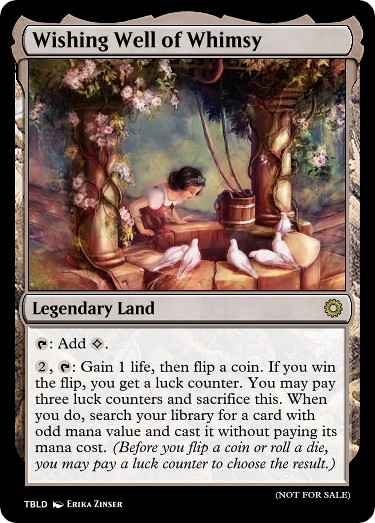 Wishing Well of Whimsy
Legendary Land
: Add .
2, : Gain 1 life, then flip a coin. If you win
the flip, you get a luck counter. You may pay
three luck counters and sacrifice this. When
you do, search your library for a card with
odd mana value and cast it without paying its
mana cost. (Before you flip a coin or roll a die,
you may pay a luck counter to choose the result.)
(NOT FOR SALE)
TBLD Erika Zinser